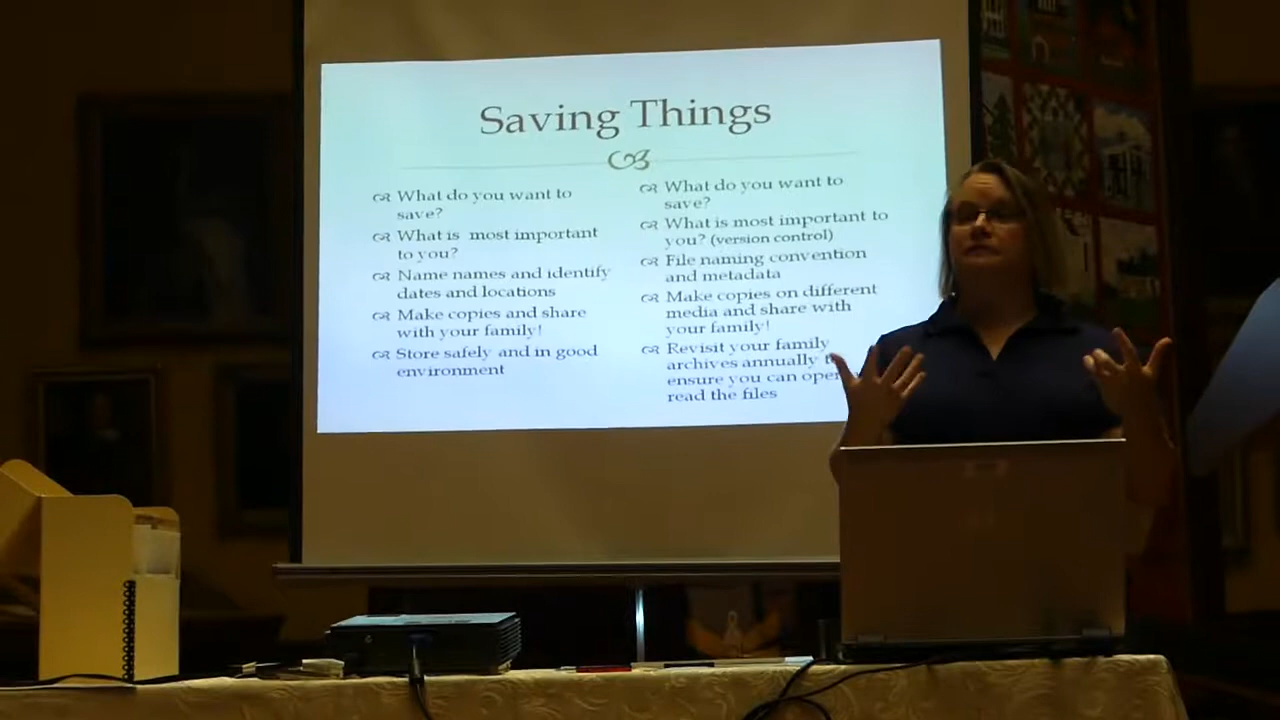 Saving Things
What do you want to
save?
What is most important
to you?
Name names and identify
dates and locations
Make copies and share
with your family!
Store safely and in good
environment
What do you want to
save?
What is most important to
you? (version control)
File naming convention
and metadata
Make copies on different
media and share with
your family!
Revisit your family
archives annually
ensure you can open
read the files